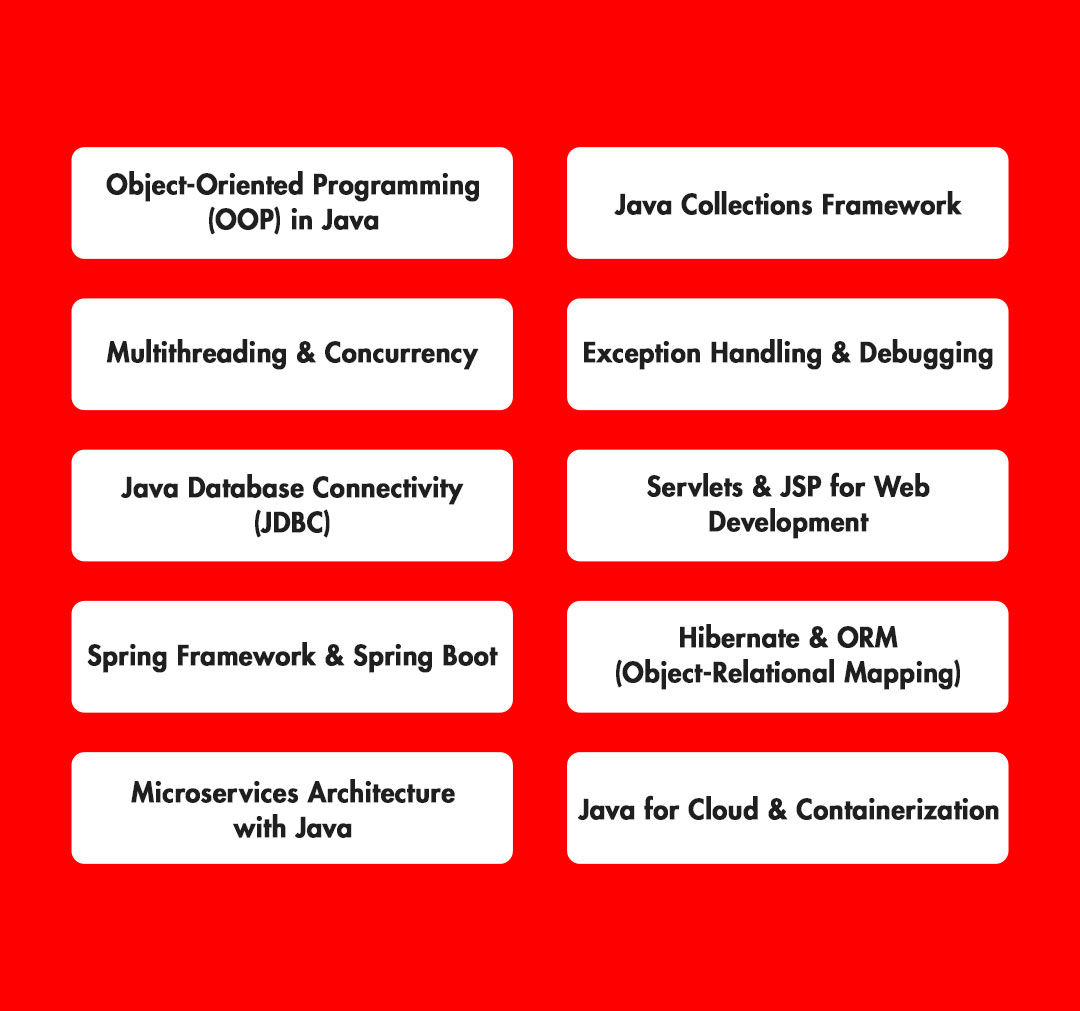 Object-Oriented Programming
(OOP) in Java
Java Collections Framework
Multithreading & Concurrency
Exception Handling & Debugging
Java Database Connectivity
(JDBC)
Servlets & JSP for Web
Development
Spring Framework & Spring Boot
Hibernate & ORM
(Object-Relational Mapping)
Microservices Architecture
with Java
Java for Cloud & Containerization